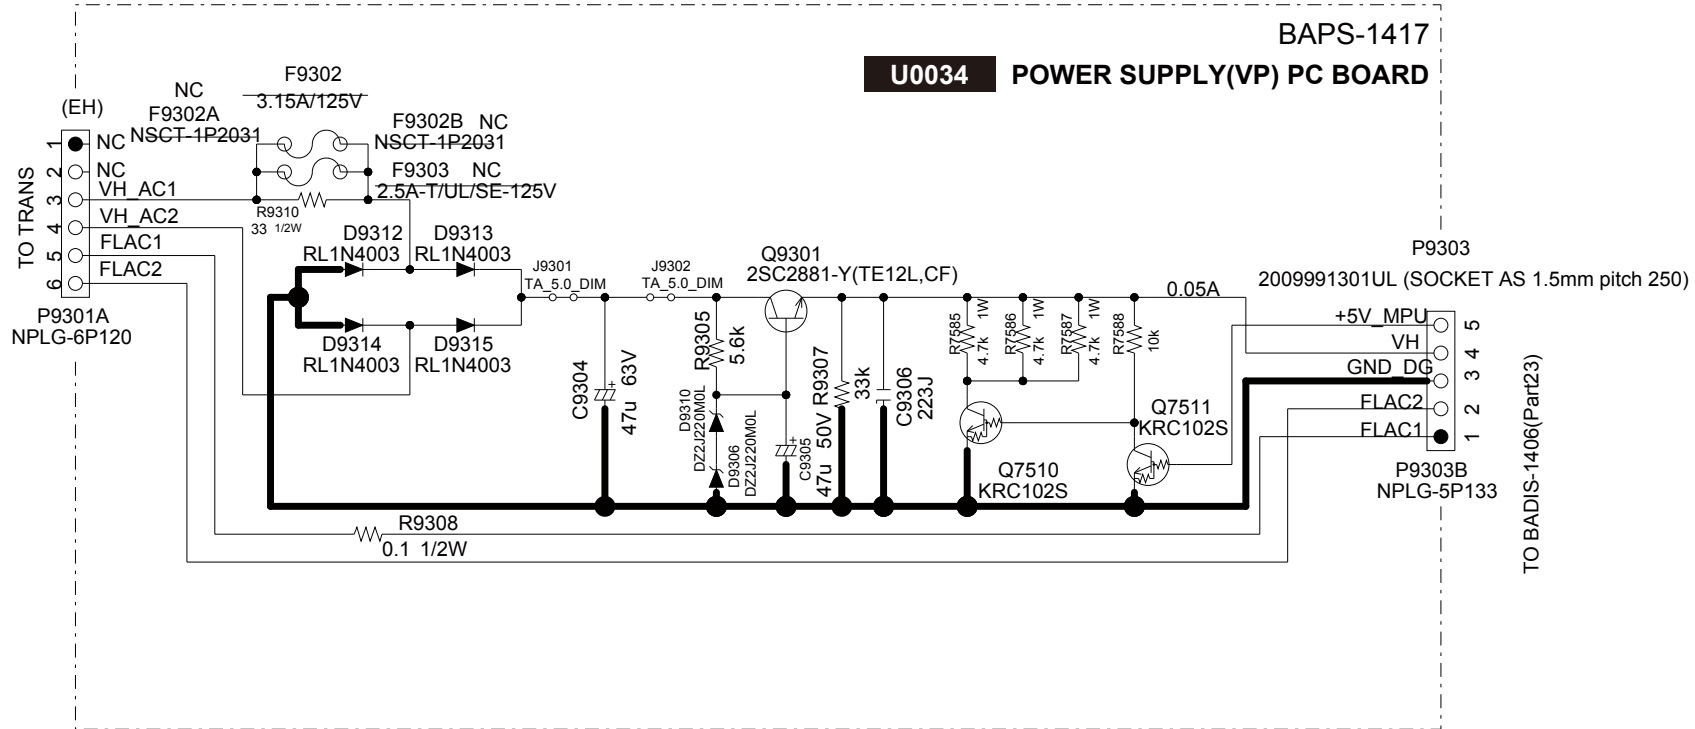 BAPS-1417
U0034 POWER SUPPLY(VP) PC BOARD
F9302
3.15A/125V
NC
F9302A
NSCT-1P2031
F9302B NC
NSCT-1P2031
F9303 NC
2.5A-T/UL/SE-125V
(EH)
TO TRANS
1 NC
2 NC
3 VH_AC1
4 VH_AC2
5 FLAC1
6 FLAC2
P9301A
NPLG-6P120
R9310
33 1/2W
D9312
RL1N4003
D9313
RL1N4003
D9314
RL1N4003
D9315
RL1N4003
J9301
TA_5.0_DIM
J9302
TA_5.0_DIM
Q9301
2SC2881-Y(TE12L,CF)
C9304
47u 63V
R9305
5.6k
D9310
DZ2J220M0L
D9306
DZ2J220M0L
C9305
47u 50V
R9307
33k
C9306
223J
R7585
4.7k 1W
R7586
4.7k 1W
R7587
4.7k 1W
R7588
10k
0.05A
Q7511
KRC102S
Q7510
KRC102S
R9308
0.1 1/2W
P9303
2009991301UL (SOCKET AS 1.5mm pitch 250)
+5V_MPU 5
VH 4
GND_DG 3
FLAC2 2
FLAC1 1
P9303B
NPLG-5P133
TO BADIS-1406(Part23)